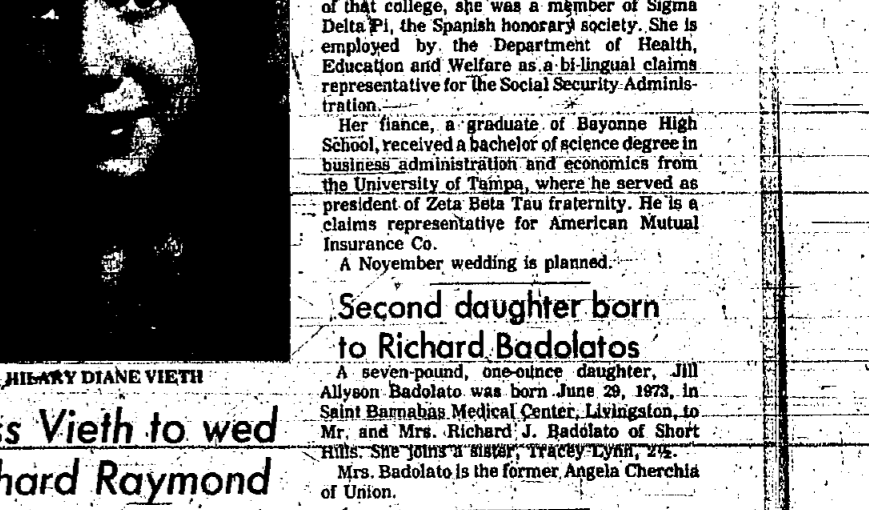 HILARY DIANE VIETH
ss Vieth to wed
hard Raymond
of that college, she was a member of Sigma
Delta Pi, the Spanish honorary society. She is
employed by the Department of Health,
Education and Welfare as a bi-lingual claims
representative for the Social Security Adminis-
tration.
Her fiance, a graduate of Bayonne High
School, received a bachelor of science degree in
business administration and economics from
the University of Tampa, where he served as
president of Zeta Beta Tau fraternity. He is a
claims representative for American Mutual
Insurance Co.
A November wedding is planned.
Second daughter born
to Richard Badolatos
A seven-pound, one-ounce daughter, Jill
Allyson Badolato was born June 29, 1973, in
Saint Barnabas Medical Center, Livingston, to
Mr. and Mrs. Richard J. Badolato of Short
Hills. She joins a sister, Tracey Lynn, 2½.
Mrs. Badolato is the former Angela Cherchia
of Union.